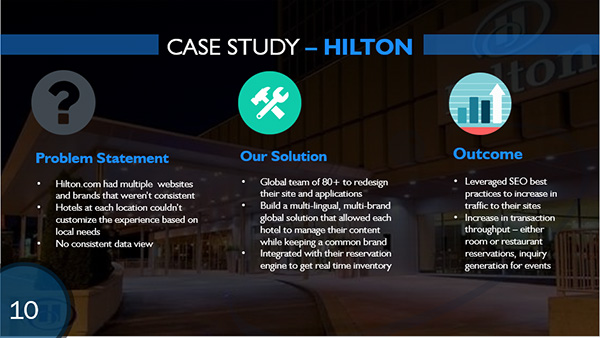 CASE STUDY – HILTON
?
Problem Statement
• Hilton.com had multiple websites
and brands that weren't consistent
• Hotels at each location couldn't
customize the experience based on
local needs
• No consistent data view
Our Solution
• Global team of 80+ to redesign
their site and applications
• Build a multi-lingual, multi-brand
global solution that allowed each
hotel to manage their content
while keeping a common brand
• Integrated with their reservation
engine to get real time inventory
Outcome
• Leveraged SEO best
practices to increase in
traffic to their sites
• Increase in transaction
throughput – either
room or restaurant
reservations, inquiry
generation for events
Hilton
10